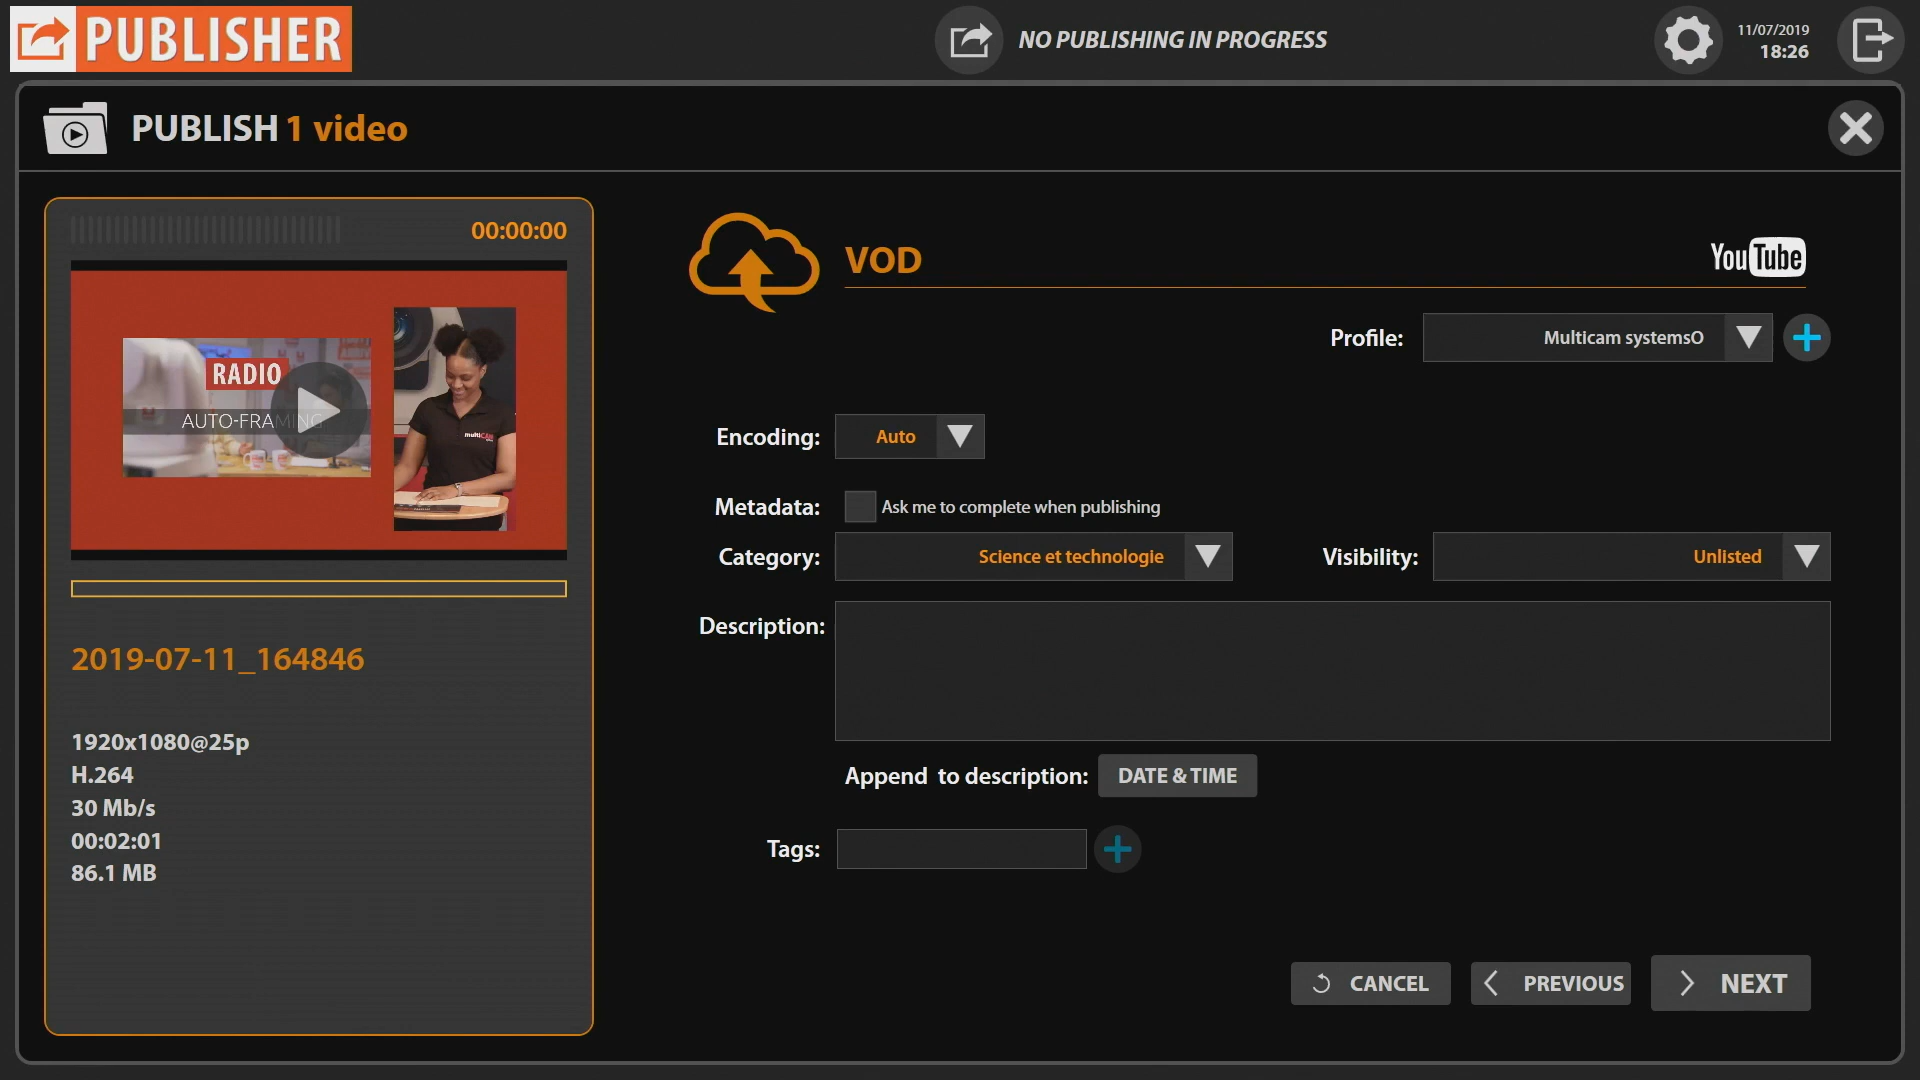 PUBLISHER
NO PUBLISHING IN PROGRESS
11/07/2019
18:26
PUBLISH 1 video
00:00:00
RADIO
AUTO-FRAMING
multiCAM
2019-07-11_164846
1920x1080@25p
H.264
30 Mb/s
00:02:01
86.1 MB
VOD
YouTube
Profile: Multicam systemsO
Encoding: Auto
Metadata: Ask me to complete when publishing
Category: Science et technologie
Visibility: Unlisted
Description:
Append to description: DATE & TIME
Tags:
CANCEL
PREVIOUS
NEXT